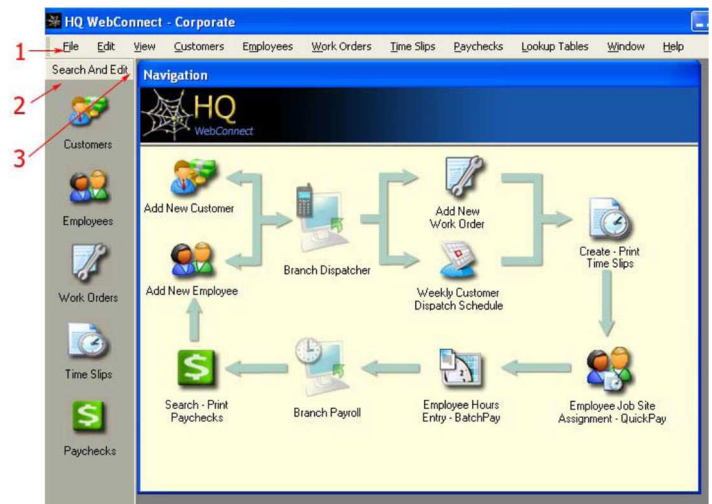 HQ WebConnect - Corporate
1
File Edit View Customers Employees Work Orders Time Slips Paychecks Lookup Tables Window Help
Search And Edit
2
3
Customers
Employees
Work Orders
Time Slips
Paychecks
Navigation
HQ
WebConnect
Add New Customer
Add New Employee
Branch Dispatcher
Add New
Work Order
Weekly Customer
Dispatch Schedule
Create - Print
Time Slips
Search - Print
Paychecks
Branch Payroll
Employee Hours
Entry - BatchPay
Employee Job Site
Assignment - QuickPay